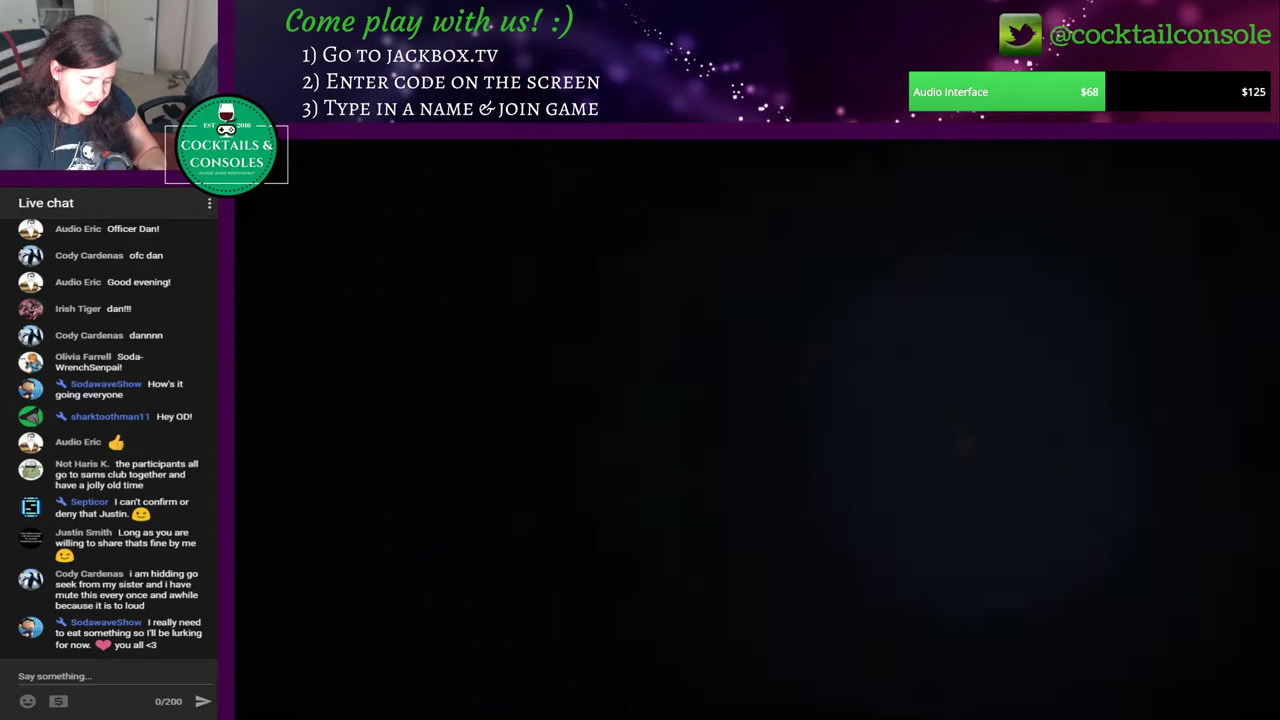 Come play with us! :)
1) Go to jackbox.tv
2) Enter code on the screen
3) Type in a name & join game
@cocktailconsole
Audio Interface $68 $125
EST 2016
COCKTAILS &
CONSOLES
PLEASE GAME RESPONSIBLY
Live chat
Audio Eric Officer Dan!
Cody Cardenas ofc dan
Audio Eric Good evening!
Irish Tiger dan!!!
Cody Cardenas dannnn
Olivia Farrell Soda-
WrenchSenpai!
SodawaveShow How's it
going everyone
sharktoothman11 Hey OD!
Audio Eric 👍
Not Haris K. the participants all
go to sams club together and
have a jolly old time
Septicor I can't confirm or
deny that Justin. 😉
Justin Smith Long as you are
willing to share thats fine by me
😉
Cody Cardenas i am hidding go
seek from my sister and i have
mute this every once and awhile
because it is to loud
SodawaveShow I really need
to eat something so I'll be lurking
for now. ❤ you all <3
Say something...
0/200